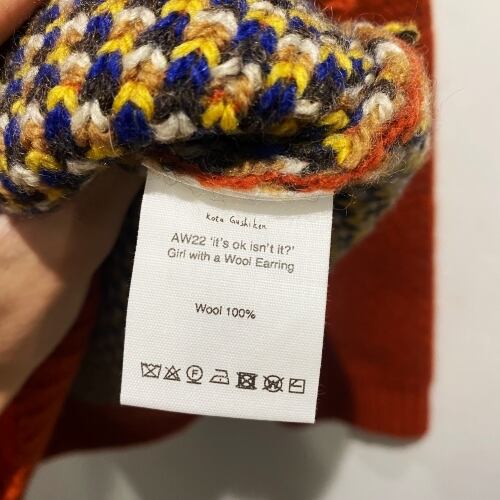 Kota Gushiken
AW22 'it's ok isn't it?'
Girl with a Wool Earring
Wool 100%